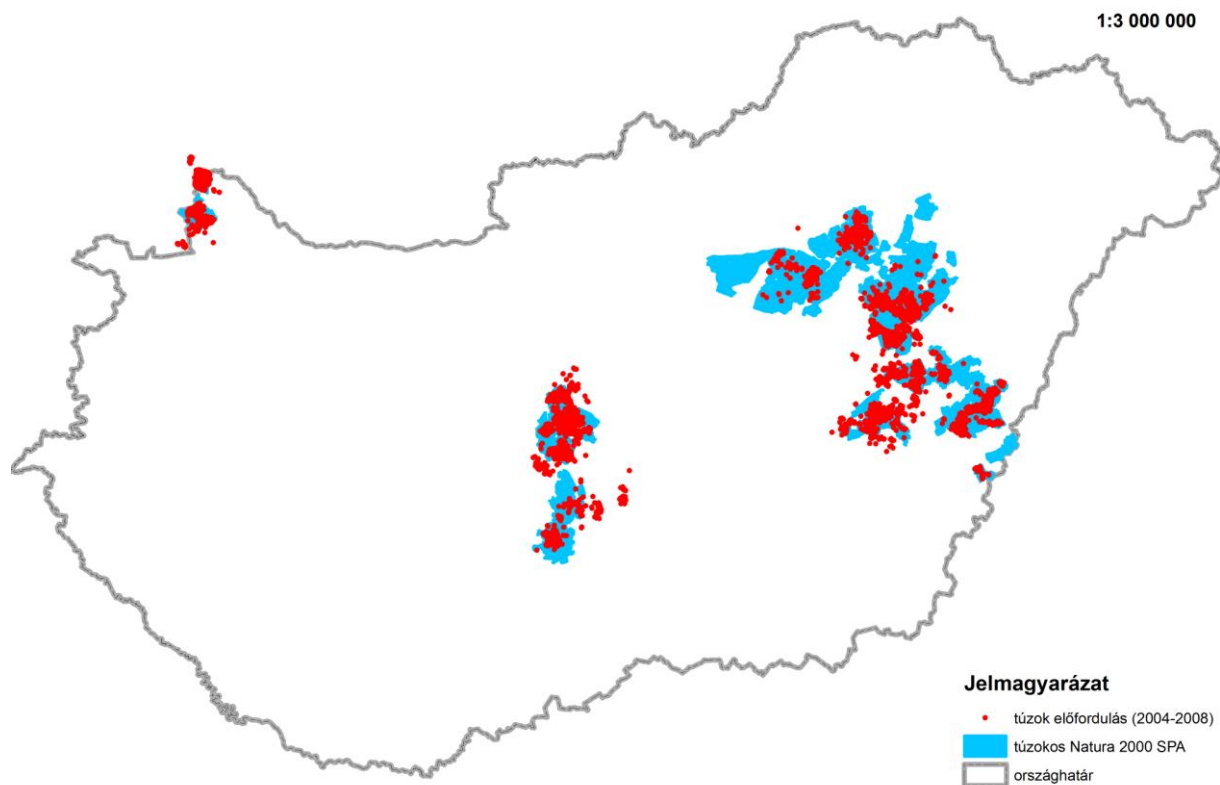 1:3 000 000
Jelmagyarázat
túzok előfordulás (2004-2008)
túzokos Natura 2000 SPA
országhatár